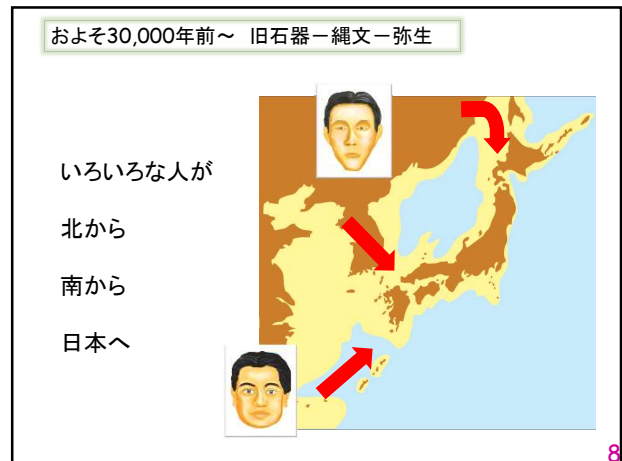 およそ30,000年前~　旧石器－縄文－弥生
いろいろな人が
北から
南から
日本へ
8